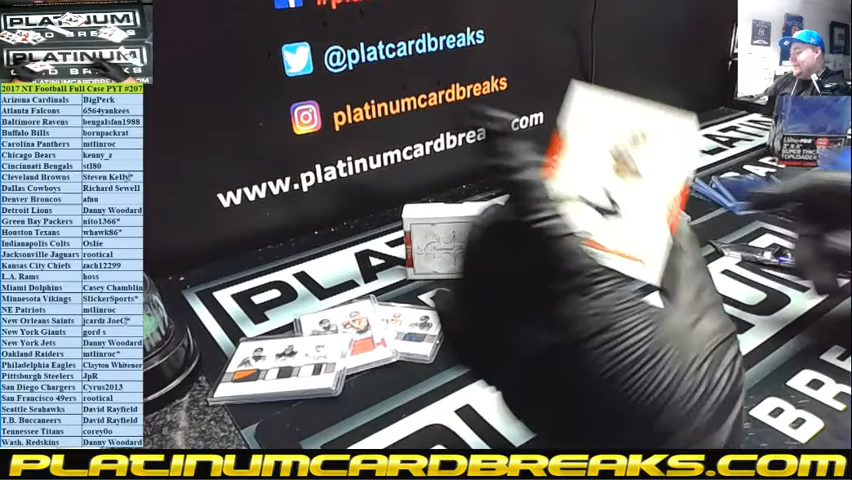 PLATINUM
CARD BREAKS
PLATINUM
2017 NT Football Full Case PYT #207
Arizona Cardinals BigPerk
Atlanta Falcons 6564yankees
Baltimore Ravens bengalsfan1988
Buffalo Bills bornpackrat
Carolina Panthers mtlinroc
Chicago Bears kenny_z
Cincinnati Bengals stl80
Cleveland Browns Steven Kelly*
Dallas Cowboys Richard Sewell
Denver Broncos afnu
Detroit Lions Danny Woodard
Green Bay Packers nito1366*
Houston Texans whawk86*
Indianapolis Colts Oslie
Jacksonville Jaguars rootical
Kansas City Chiefs zach12299
L.A. Rams hoss
Miami Dolphins Casey Chamblin
Minnesota Vikings SlickerSports*
NE Patriots mtlinroc
New Orleans Saints jcardz JoeC*
New York Giants gord s
New York Jets Danny Woodard
Oakland Raiders mtlinroc*
Philadelphia Eagles Clayton Whitener
Pittsburgh Steelers JpR
San Diego Chargers Cyrus2013
San Francisco 49ers rootical
Seattle Seahawks David Rayfield
T.B. Buccaneers David Rayfield
Tennessee Titans corey0o
Wash. Redskins Danny Woodard
@platcardbreaks
platinumcardbreaks
www.platinumcardbrea com
PLATINUMCARDBREAKS.COM